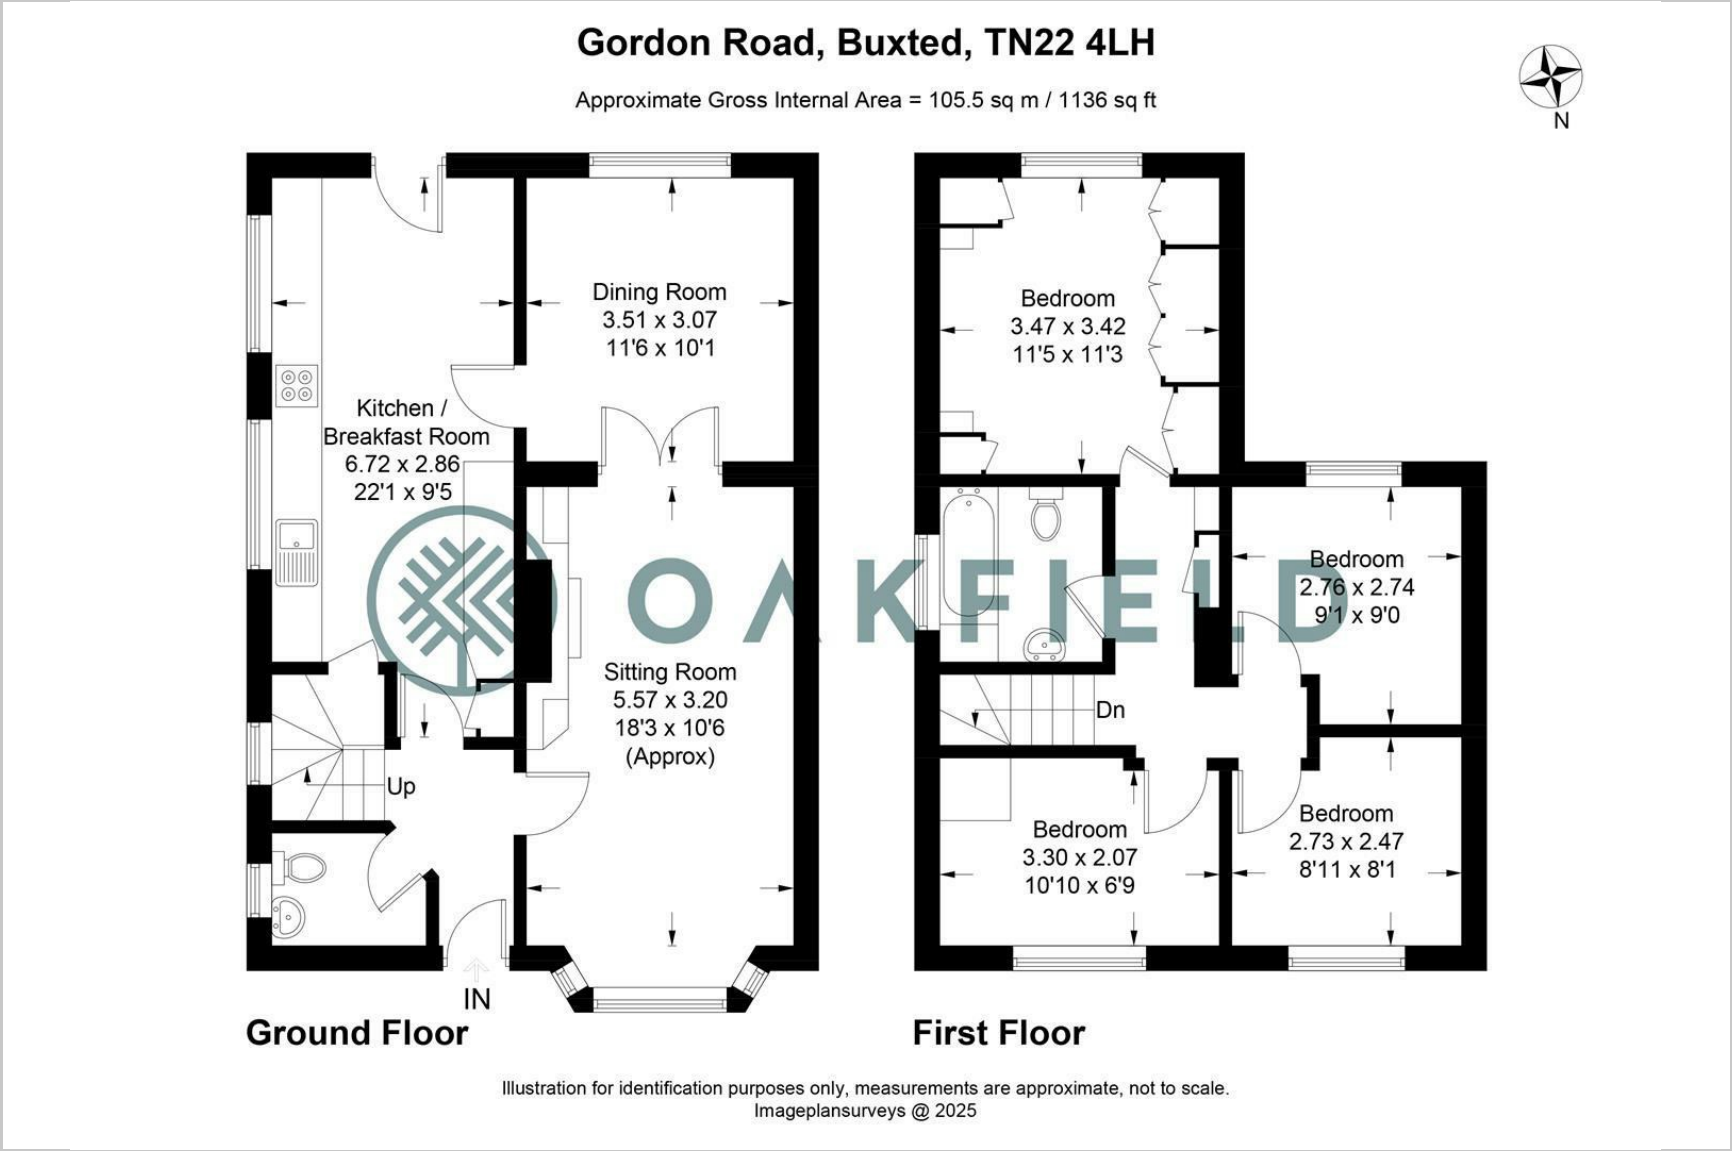 Gordon Road, Buxted, TN22 4LH
Approximate Gross Internal Area = 105.5 sq m / 1136 sq ft
N
Dining Room
3.51 x 3.07
11'6 x 10'1
Kitchen /
Breakfast Room
6.72 x 2.86
22'1 x 9'5
Sitting Room
5.57 x 3.20
18'3 x 10'6
(Approx)
Up
IN
Ground Floor
Bedroom
3.47 x 3.42
11'5 x 11'3
Bedroom
2.76 x 2.74
9'1 x 9'0
Dn
Bedroom
3.30 x 2.07
10'10 x 6'9
Bedroom
2.73 x 2.47
8'11 x 8'1
First Floor
OAKFIELD
Illustration for identification purposes only, measurements are approximate, not to scale.
Imageplansurveys @ 2025